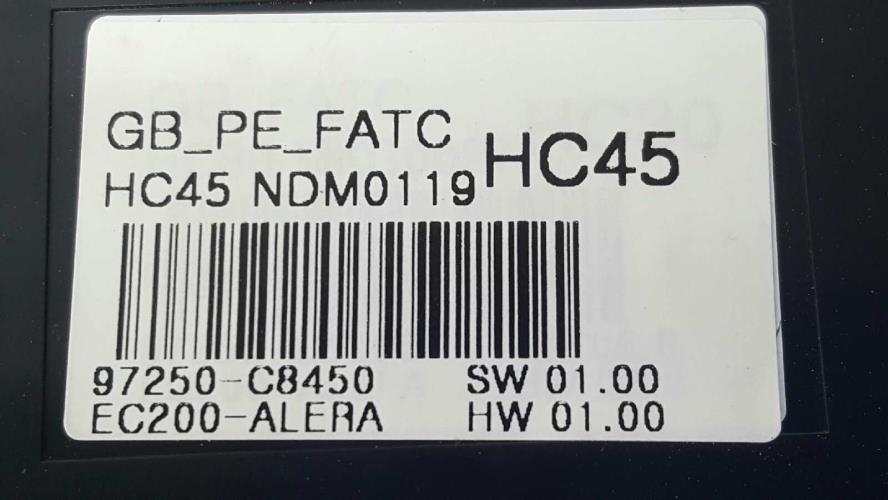 GB_PE_FATC
HC45 NDM0119
HC45
97250-C8450 SW 01.00
EC200-ALERA HW 01.00